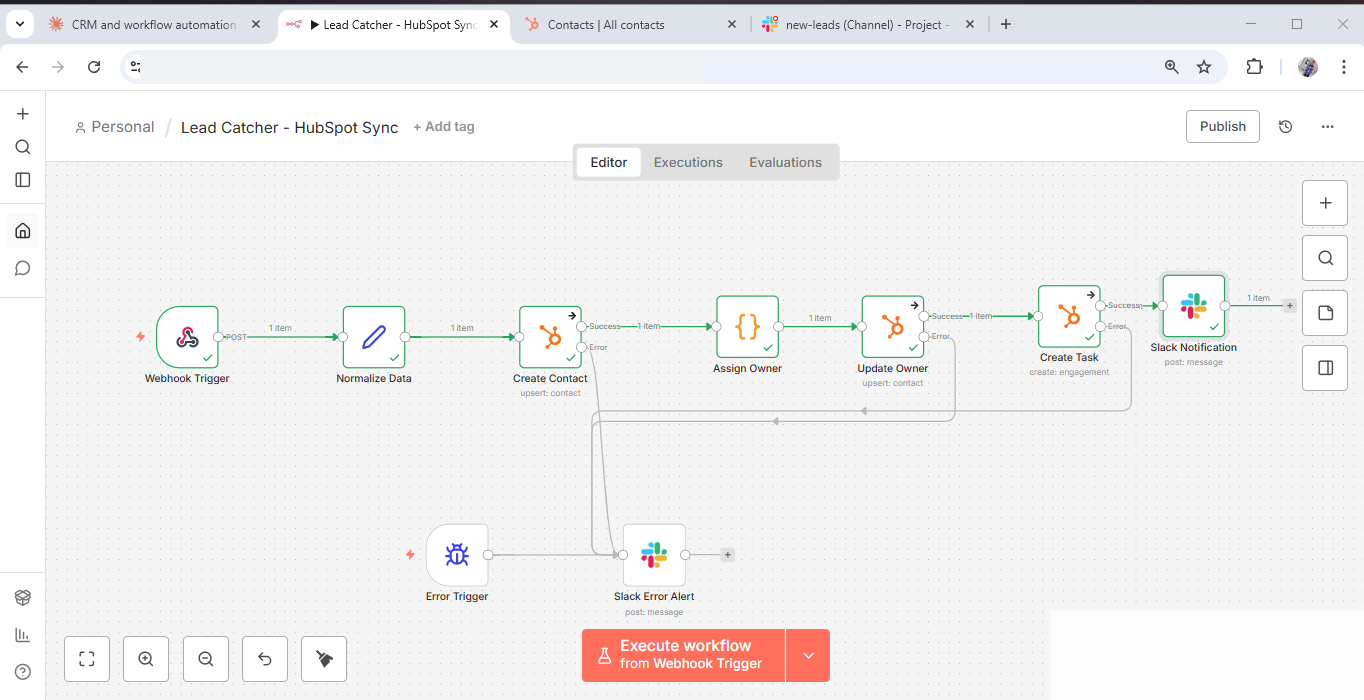 CRM and workflow automation
Lead Catcher - HubSpot Sync
Contacts | All contacts
new-leads (Channel) - Project -
Personal / Lead Catcher - HubSpot Sync + Add tag
Publish
Editor Executions Evaluations
POST
1 item
1 item
Success
1 item
Error
1 item
Success
1 item
Error
Success
Error
1 item
Webhook Trigger
Normalize Data
Create Contact
upsert: contact
Assign Owner
Update Owner
upsert: contact
Create Task
create: engagement
Slack Notification
post: message
Error Trigger
Slack Error Alert
post: message
Execute workflow
from Webhook Trigger